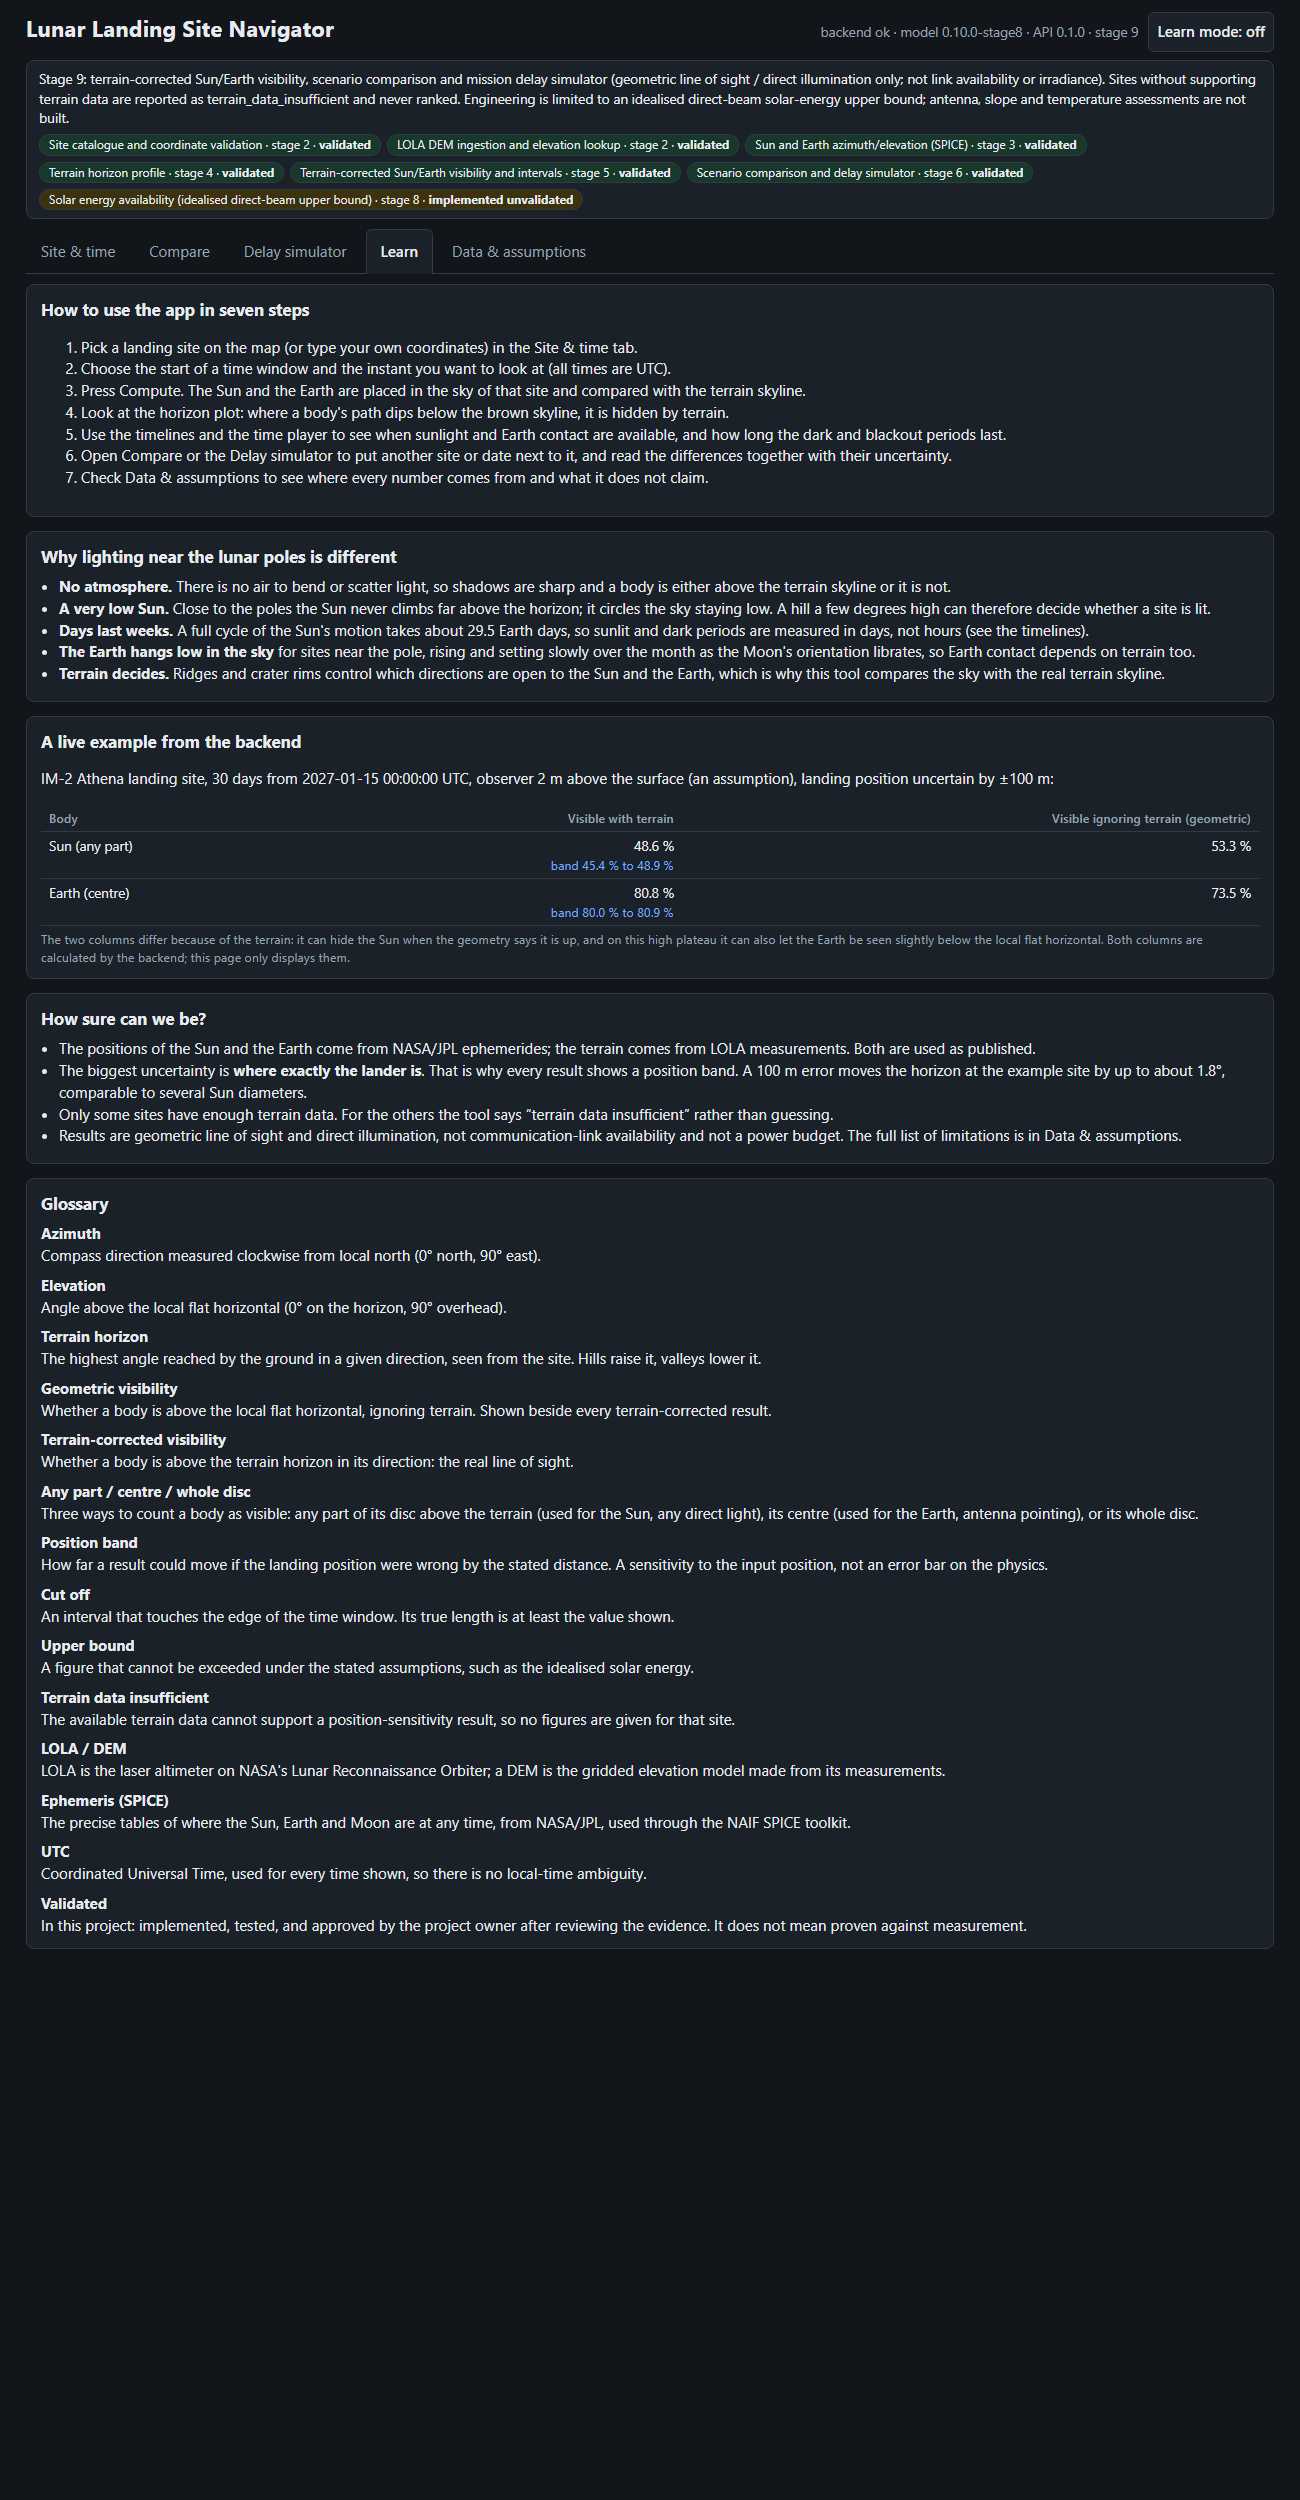 Lunar Landing Site Navigator
backend ok · model 0.10.0-stage8 · API 0.1.0 · stage 9
Learn mode: off
Stage 9: terrain-corrected Sun/Earth visibility, scenario comparison and mission delay simulator (geometric line of sight / direct illumination only; not link availability or irradiance). Sites without supporting
terrain data are reported as terrain_data_insufficient and never ranked. Engineering is limited to an idealised direct-beam solar-energy upper bound; antenna, slope and temperature assessments are not
built.
Site catalogue and coordinate validation · stage 2 · validated
LOLA DEM ingestion and elevation lookup · stage 2 · validated
Sun and Earth azimuth/elevation (SPICE) · stage 3 · validated
Terrain horizon profile · stage 4 · validated
Terrain-corrected Sun/Earth visibility and intervals · stage 5 · validated
Scenario comparison and delay simulator · stage 6 · validated
Solar energy availability (idealised direct-beam upper bound) · stage 8 · implemented unvalidated
Site & time
Compare
Delay simulator
Learn
Data & assumptions
How to use the app in seven steps
1. Pick a landing site on the map (or type your own coordinates) in the Site & time tab.
2. Choose the start of a time window and the instant you want to look at (all times are UTC).
3. Press Compute. The Sun and the Earth are placed in the sky of that site and compared with the terrain skyline.
4. Look at the horizon plot: where a body's path dips below the brown skyline, it is hidden by terrain.
5. Use the timelines and the time player to see when sunlight and Earth contact are available, and how long the dark and blackout periods last.
6. Open Compare or the Delay simulator to put another site or date next to it, and read the differences together with their uncertainty.
7. Check Data & assumptions to see where every number comes from and what it does not claim.
Why lighting near the lunar poles is different
• No atmosphere. There is no air to bend or scatter light, so shadows are sharp and a body is either above the terrain skyline or it is not.
• A very low Sun. Close to the poles the Sun never climbs far above the horizon; it circles the sky staying low. A hill a few degrees high can therefore decide whether a site is lit.
• Days last weeks. A full cycle of the Sun's motion takes about 29.5 Earth days, so sunlit and dark periods are measured in days, not hours (see the timelines).
• The Earth hangs low in the sky for sites near the pole, rising and setting slowly over the month as the Moon's orientation librates, so Earth contact depends on terrain too.
• Terrain decides. Ridges and crater rims control which directions are open to the Sun and the Earth, which is why this tool compares the sky with the real terrain skyline.
A live example from the backend
IM-2 Athena landing site, 30 days from 2027-01-15 00:00:00 UTC, observer 2 m above the surface (an assumption), landing position uncertain by ±100 m:
Body
Visible with terrain
Visible ignoring terrain (geometric)
Sun (any part)
48.6 %
53.3 %
band 45.4 % to 48.9 %
Earth (centre)
80.8 %
73.5 %
band 80.0 % to 80.9 %
The two columns differ because of the terrain: it can hide the Sun when the geometry says it is up, and on this high plateau it can also let the Earth be seen slightly below the local flat horizontal. Both columns are
calculated by the backend; this page only displays them.
How sure can we be?
• The positions of the Sun and the Earth come from NASA/JPL ephemerides; the terrain comes from LOLA measurements. Both are used as published.
• The biggest uncertainty is where exactly the lander is. That is why every result shows a position band. A 100 m error moves the horizon at the example site by up to about 1.8°,
comparable to several Sun diameters.
• Only some sites have enough terrain data. For the others the tool says “terrain data insufficient” rather than guessing.
• Results are geometric line of sight and direct illumination, not communication-link availability and not a power budget. The full list of limitations is in Data & assumptions.
Glossary
Azimuth
Compass direction measured clockwise from local north (0° north, 90° east).
Elevation
Angle above the local flat horizontal (0° on the horizon, 90° overhead).
Terrain horizon
The highest angle reached by the ground in a given direction, seen from the site. Hills raise it, valleys lower it.
Geometric visibility
Whether a body is above the local flat horizontal, ignoring terrain. Shown beside every terrain-corrected result.
Terrain-corrected visibility
Whether a body is above the terrain horizon in its direction: the real line of sight.
Any part / centre / whole disc
Three ways to count a body as visible: any part of its disc above the terrain (used for the Sun, any direct light), its centre (used for the Earth, antenna pointing), or its whole disc.
Position band
How far a result could move if the landing position were wrong by the stated distance. A sensitivity to the input position, not an error bar on the physics.
Cut off
An interval that touches the edge of the time window. Its true length is at least the value shown.
Upper bound
A figure that cannot be exceeded under the stated assumptions, such as the idealised solar energy.
Terrain data insufficient
The available terrain data cannot support a position-sensitivity result, so no figures are given for that site.
LOLA / DEM
LOLA is the laser altimeter on NASA's Lunar Reconnaissance Orbiter; a DEM is the gridded elevation model made from its measurements.
Ephemeris (SPICE)
The precise tables of where the Sun, Earth and Moon are at any time, from NASA/JPL, used through the NAIF SPICE toolkit.
UTC
Coordinated Universal Time, used for every time shown, so there is no local-time ambiguity.
Validated
In this project: implemented, tested, and approved by the project owner after reviewing the evidence. It does not mean proven against measurement.